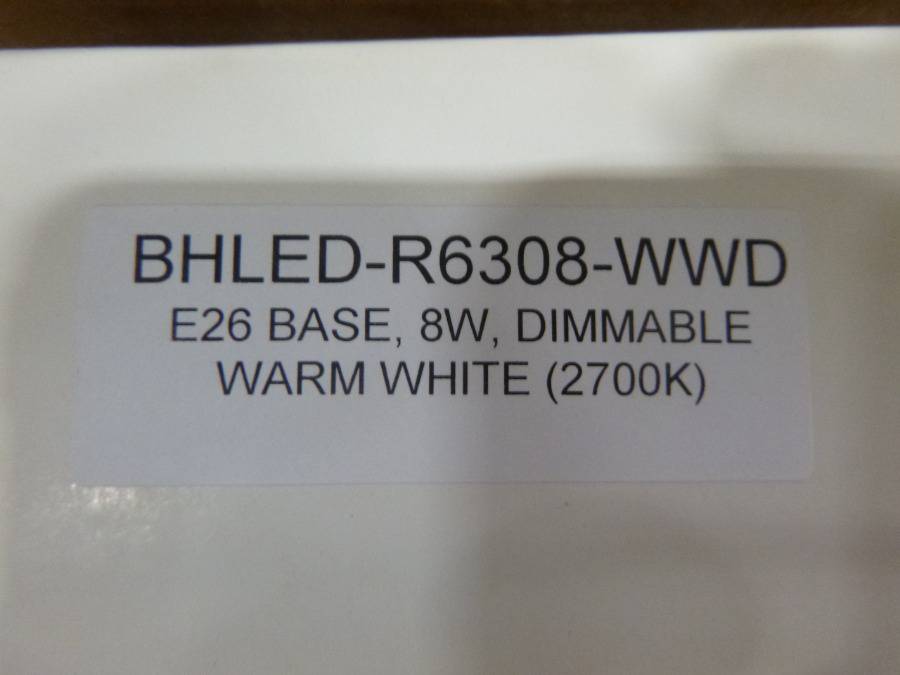 BHLED-R6308-WWD
E26 BASE, 8W, DIMMABLE
WARM WHITE (2700K)